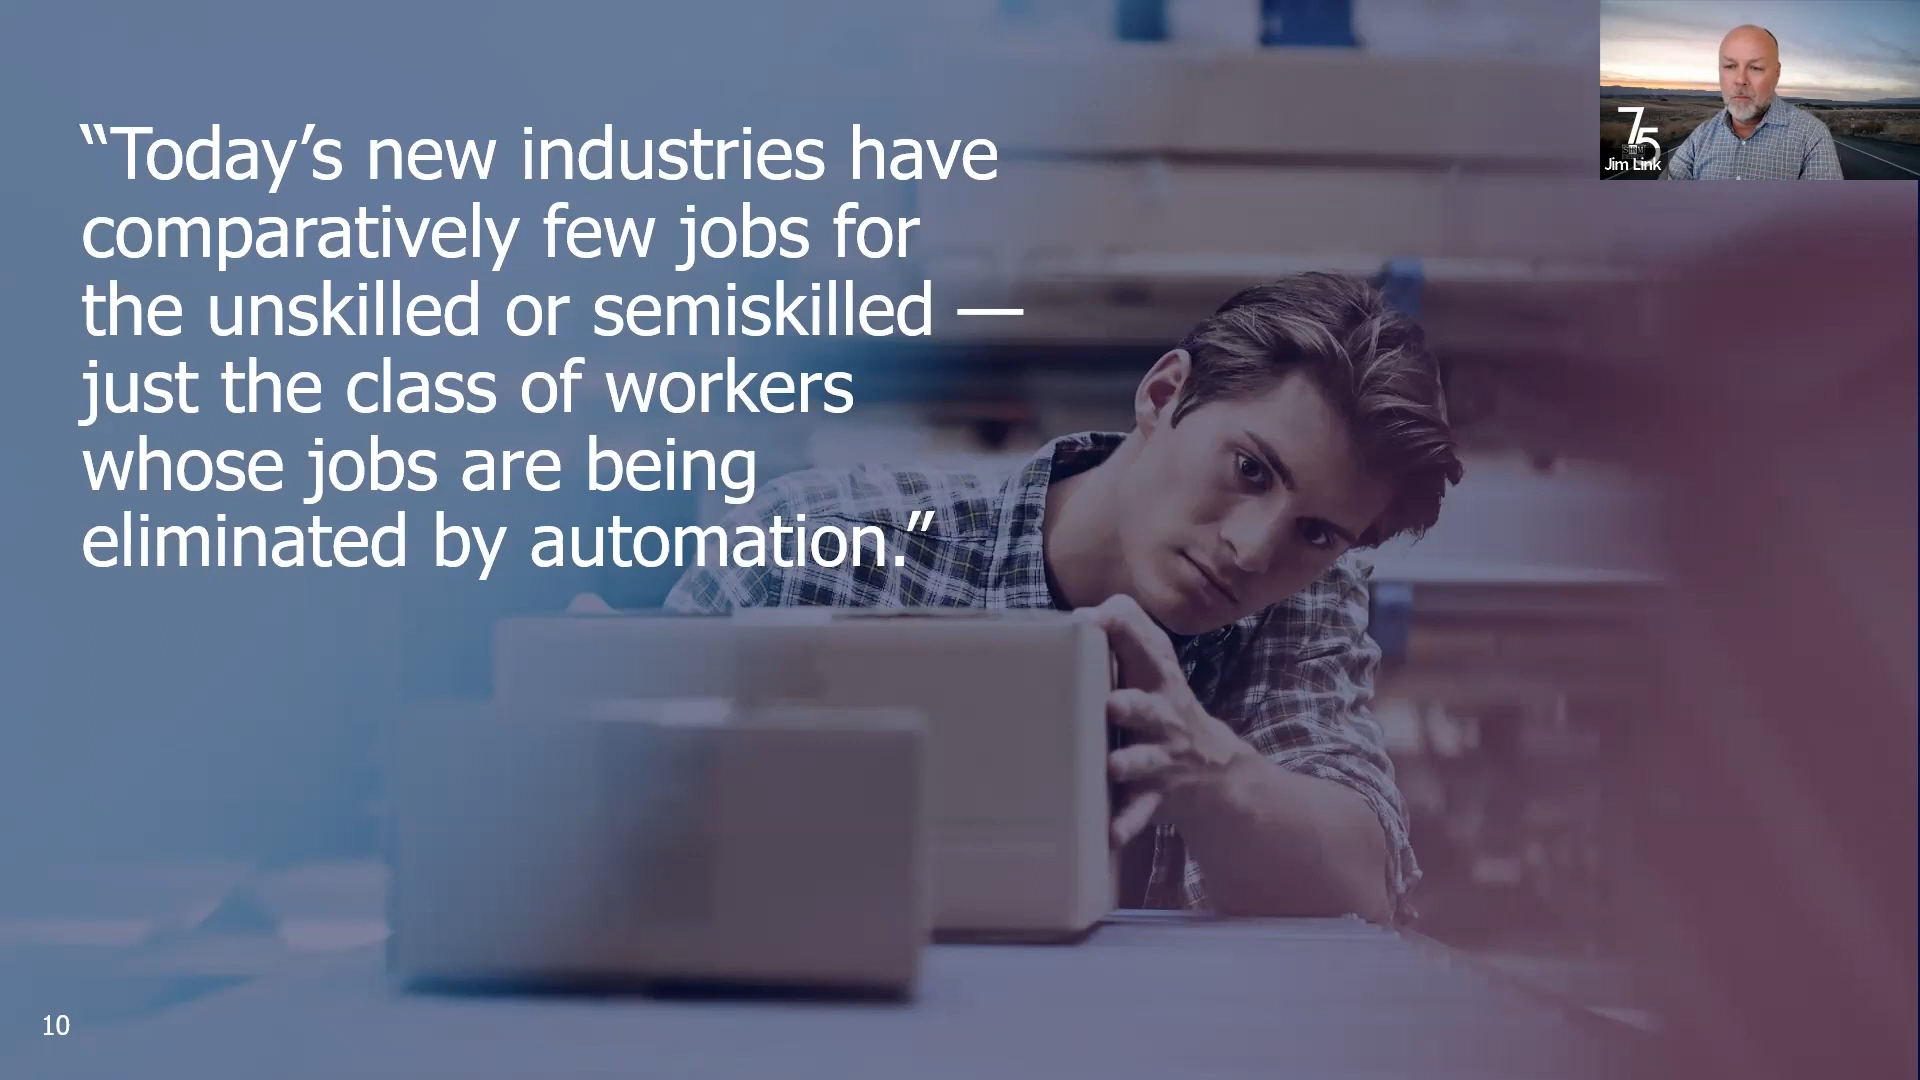 “Today’s new industries have
comparatively few jobs for
the unskilled or semiskilled —
just the class of workers
whose jobs are being
eliminated by automation.”
75
SHRM
Jim Link
10